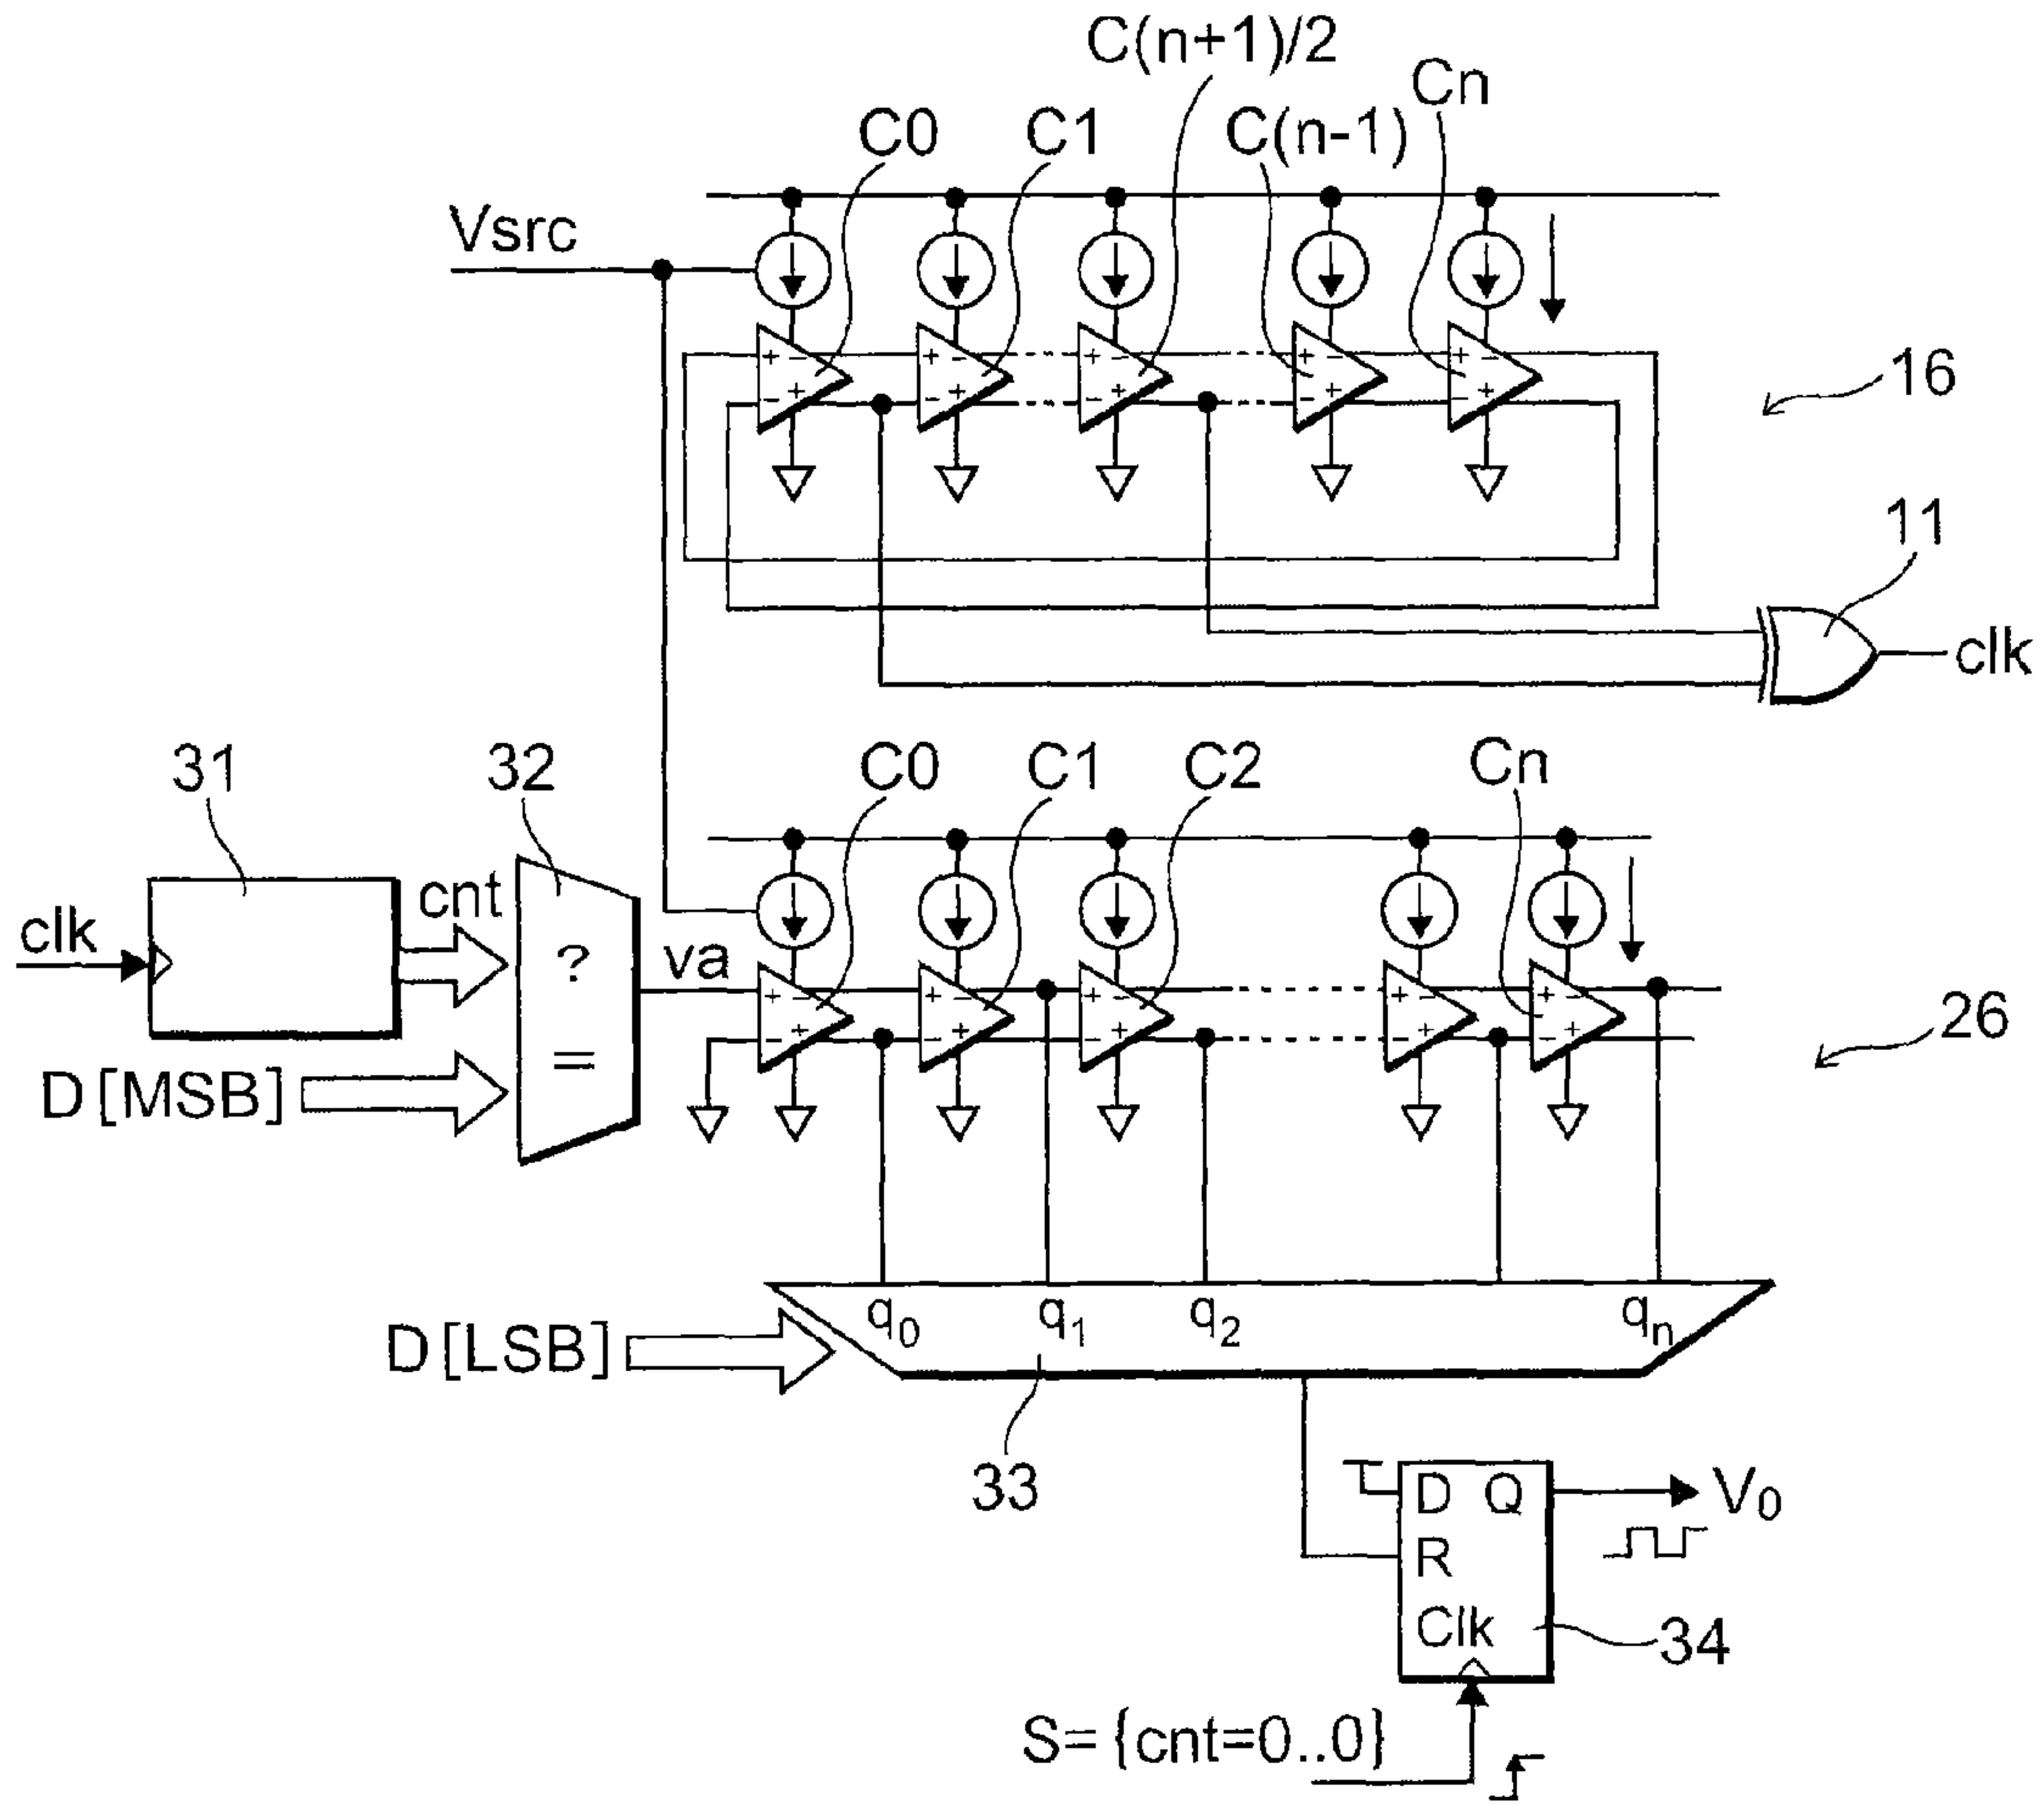 C(n+1)/2
Cn
C0
C1
C(n-1)
Vsrc
+ − + − + − + − + −
− + − + − + − + − +
16
11
clk
31
32
C0
C1
C2
Cn
cnt
clk
?
va
+ − + − + − + − + −
− + − + − + − + − +
26
D[MSB]
=
q0
q1
q2
qn
D[LSB]
33
D Q
V0
R
Clk
34
S={cnt=0..0}